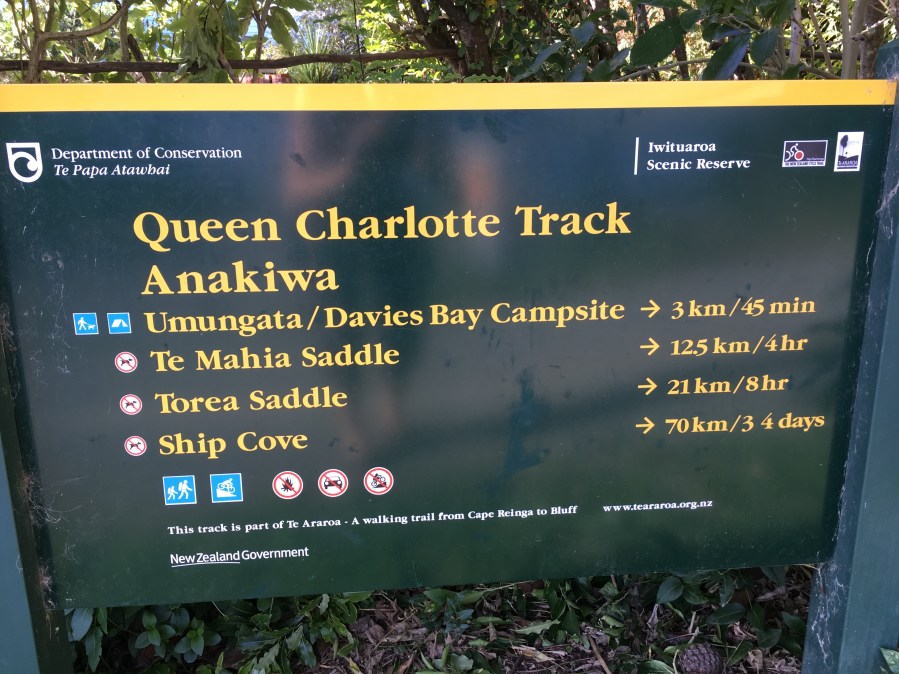 Department of Conservation
Te Papa Atawhai
Iwituaroa
Scenic Reserve
Queen Charlotte Track
Anakiwa
Umungata/Davies Bay Campsite → 3 km/45 min
Te Mahia Saddle → 12.5 km/4 hr
Torea Saddle → 21 km/8 hr
Ship Cove → 70 km/3 4 days
This track is part of Te Araroa - A walking trail from Cape Reinga to Bluff www.teararoa.org.nz
New Zealand Government